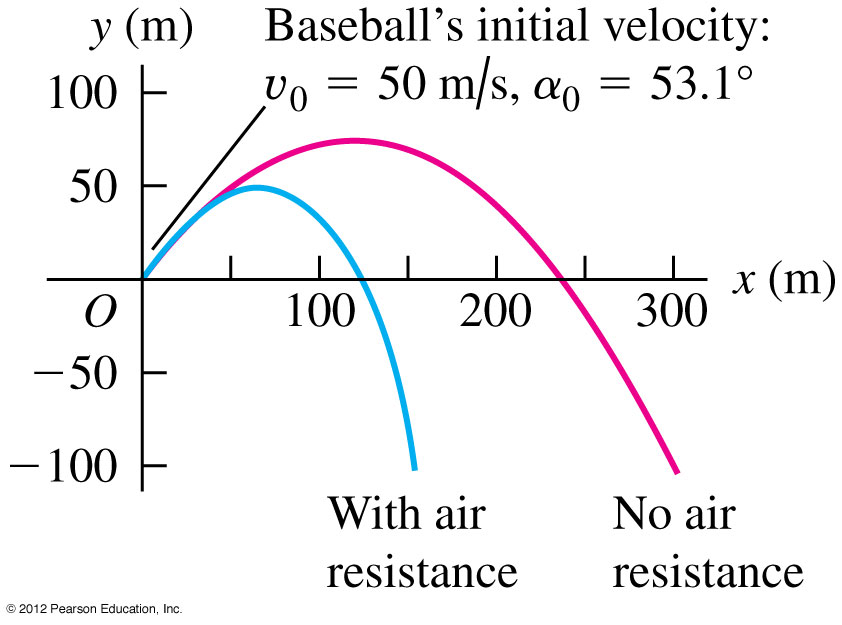 y (m)
Baseball's initial velocity:
v₀ = 50 m/s, α₀ = 53.1°
100
50
x (m)
O
100
200
300
−50
−100
With air
resistance
No air
resistance
© 2012 Pearson Education, Inc.